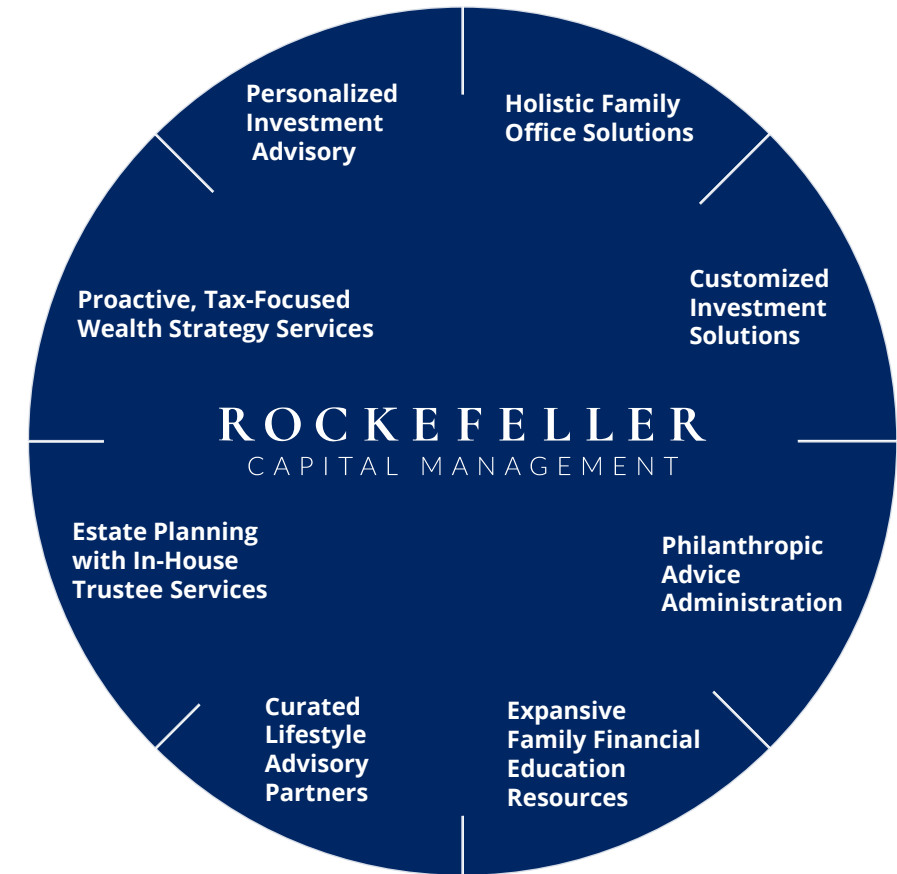 Personalized
Investment
Advisory
Holistic Family
Office Solutions
Customized
Investment
Solutions
Proactive, Tax-Focused
Wealth Strategy Services
ROCKEFELLER
CAPITAL MANAGEMENT
Estate Planning
with In-House
Trustee Services
Philanthropic
Advice
Administration
Curated
Lifestyle
Advisory
Partners
Expansive
Family Financial
Education
Resources